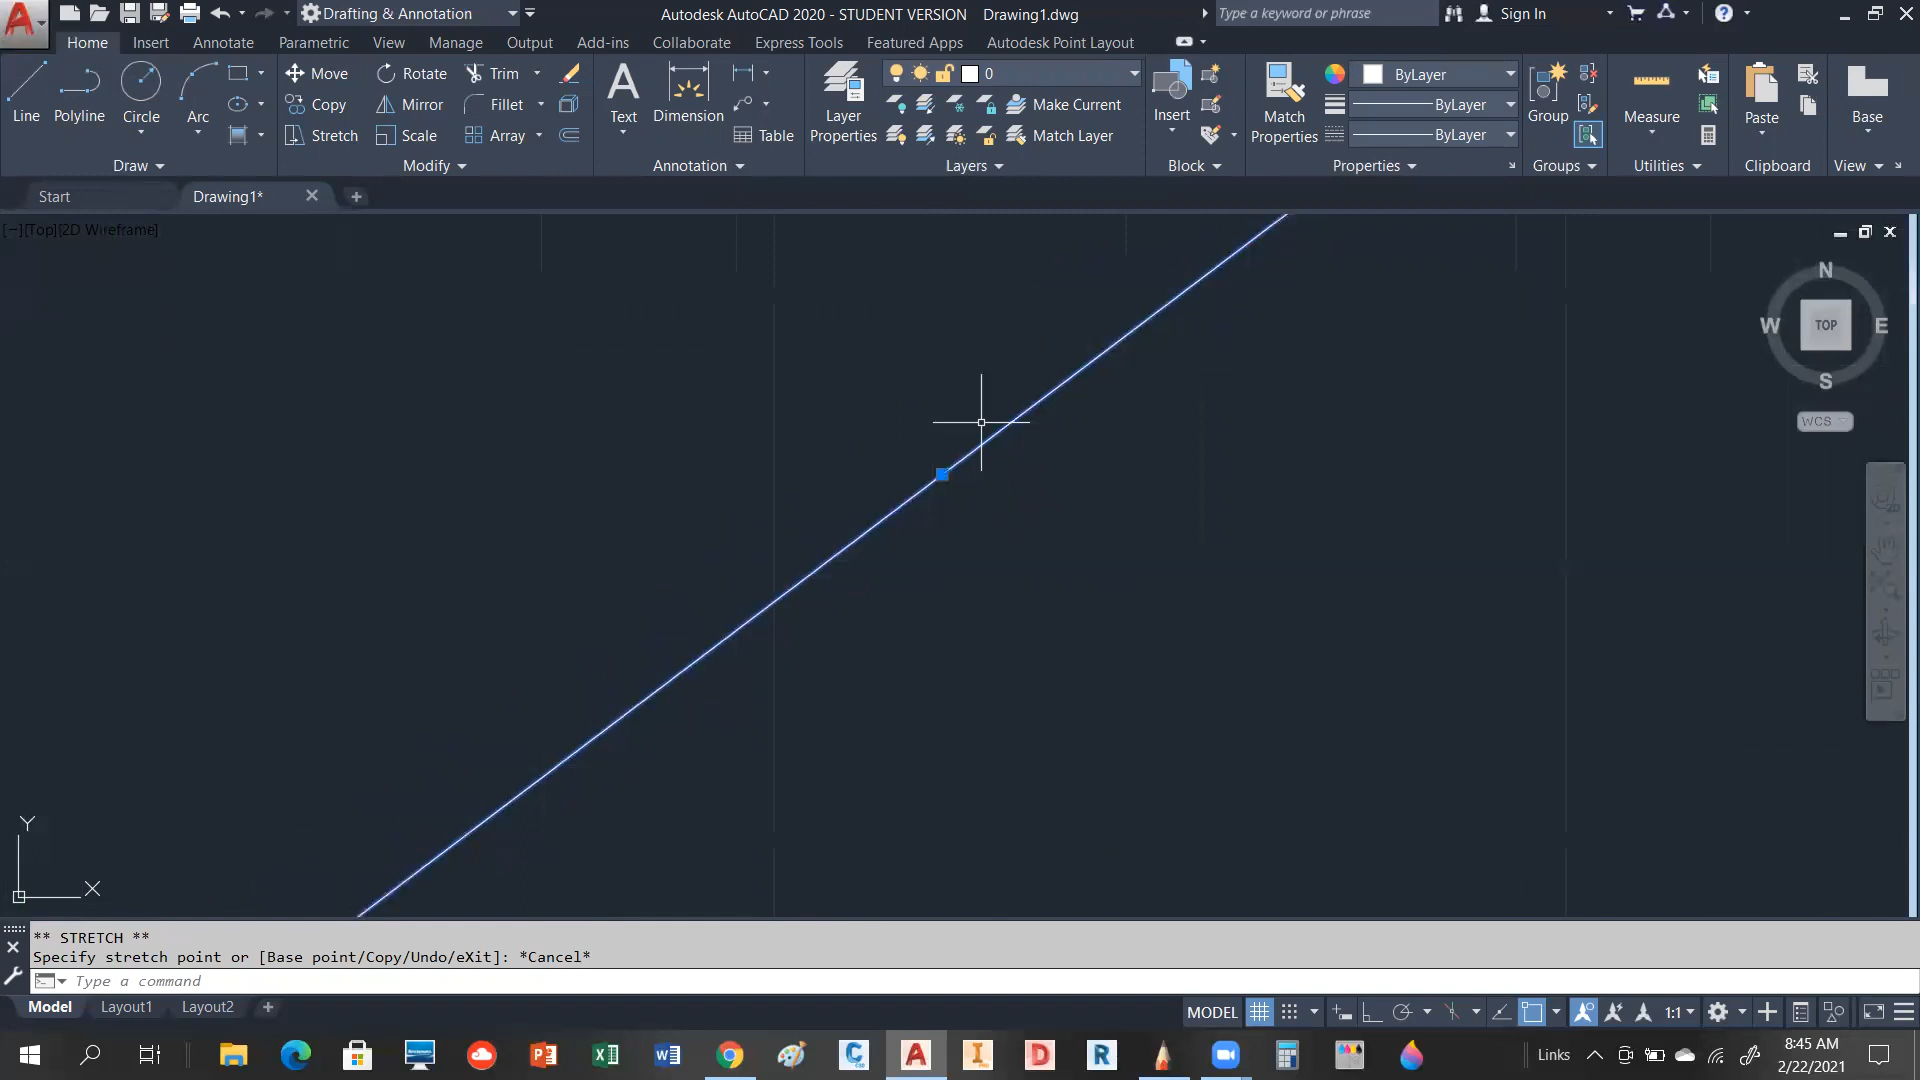 Drafting & Annotation
Autodesk AutoCAD 2020 - STUDENT VERSION Drawing1.dwg
Type a keyword or phrase
Sign In
Home Insert Annotate Parametric View Manage Output Add-ins Collaborate Express Tools Featured Apps Autodesk Point Layout
Line Polyline Circle Arc
Move Rotate Trim
Copy Mirror Fillet
Stretch Scale Array
Text Dimension Table
Layer Properties
0
Make Current
Match Layer
Insert
Match Properties
ByLayer
ByLayer
ByLayer
Group
Measure
Paste
Base
Draw Modify Annotation Layers Block Properties Groups Utilities Clipboard View
Start Drawing1*
[−][Top][2D Wireframe]
N
W TOP E
S
WCS
Y
X
** STRETCH **
Specify stretch point or [Base point/Copy/Undo/eXit]: *Cancel*
Type a command
Model Layout1 Layout2
MODEL 1:1
Links
8:45 AM
2/22/2021